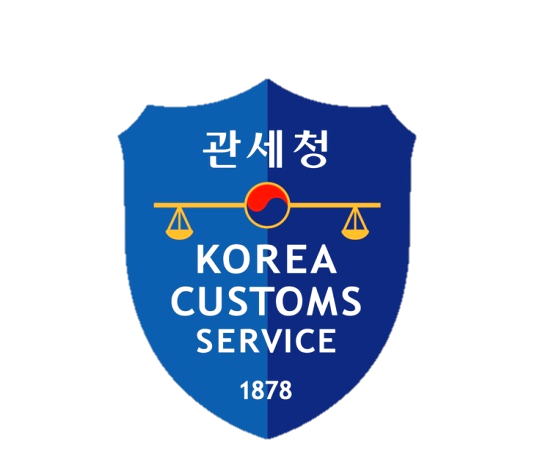 관세청
KOREA
CUSTOMS
SERVICE
1878